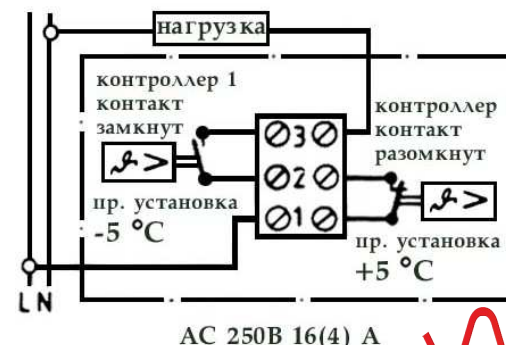 нагрузка
контроллер 1
контакт
замкнут
ϑ >
пр. установка
-5 °C
3
2
1
контроллер
контакт
разомкнут
ϑ >
пр. установка
+5 °C
L N
AC 250В 16(4) А